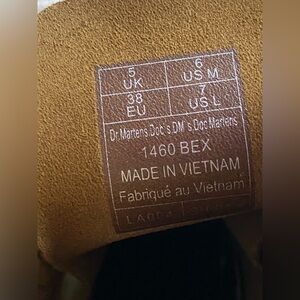 5 UK 6 US M
38 EU 7 US L
Dr.Martens.Doc's.DM's.Doc Martens
1460 BEX
MADE IN VIETNAM
Fabriqué au Vietnam